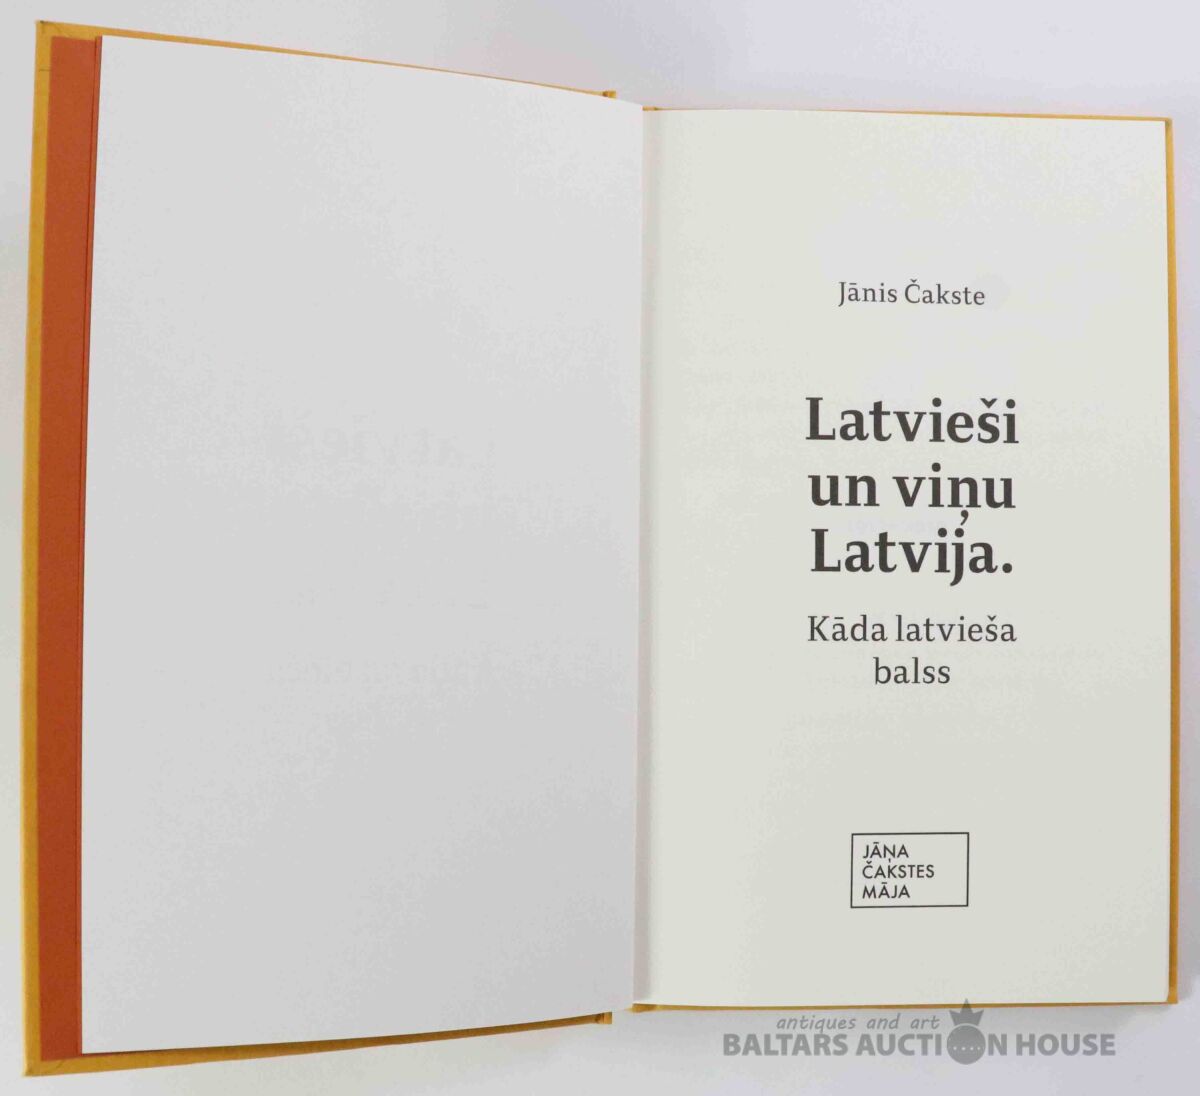 Jānis Čakste
Latvieši
un viņu
Latvija.
Kāda latvieša
balss
JĀŅA
ČAKSTES
MĀJA
antiques and art
BALTARS AUCTION HOUSE